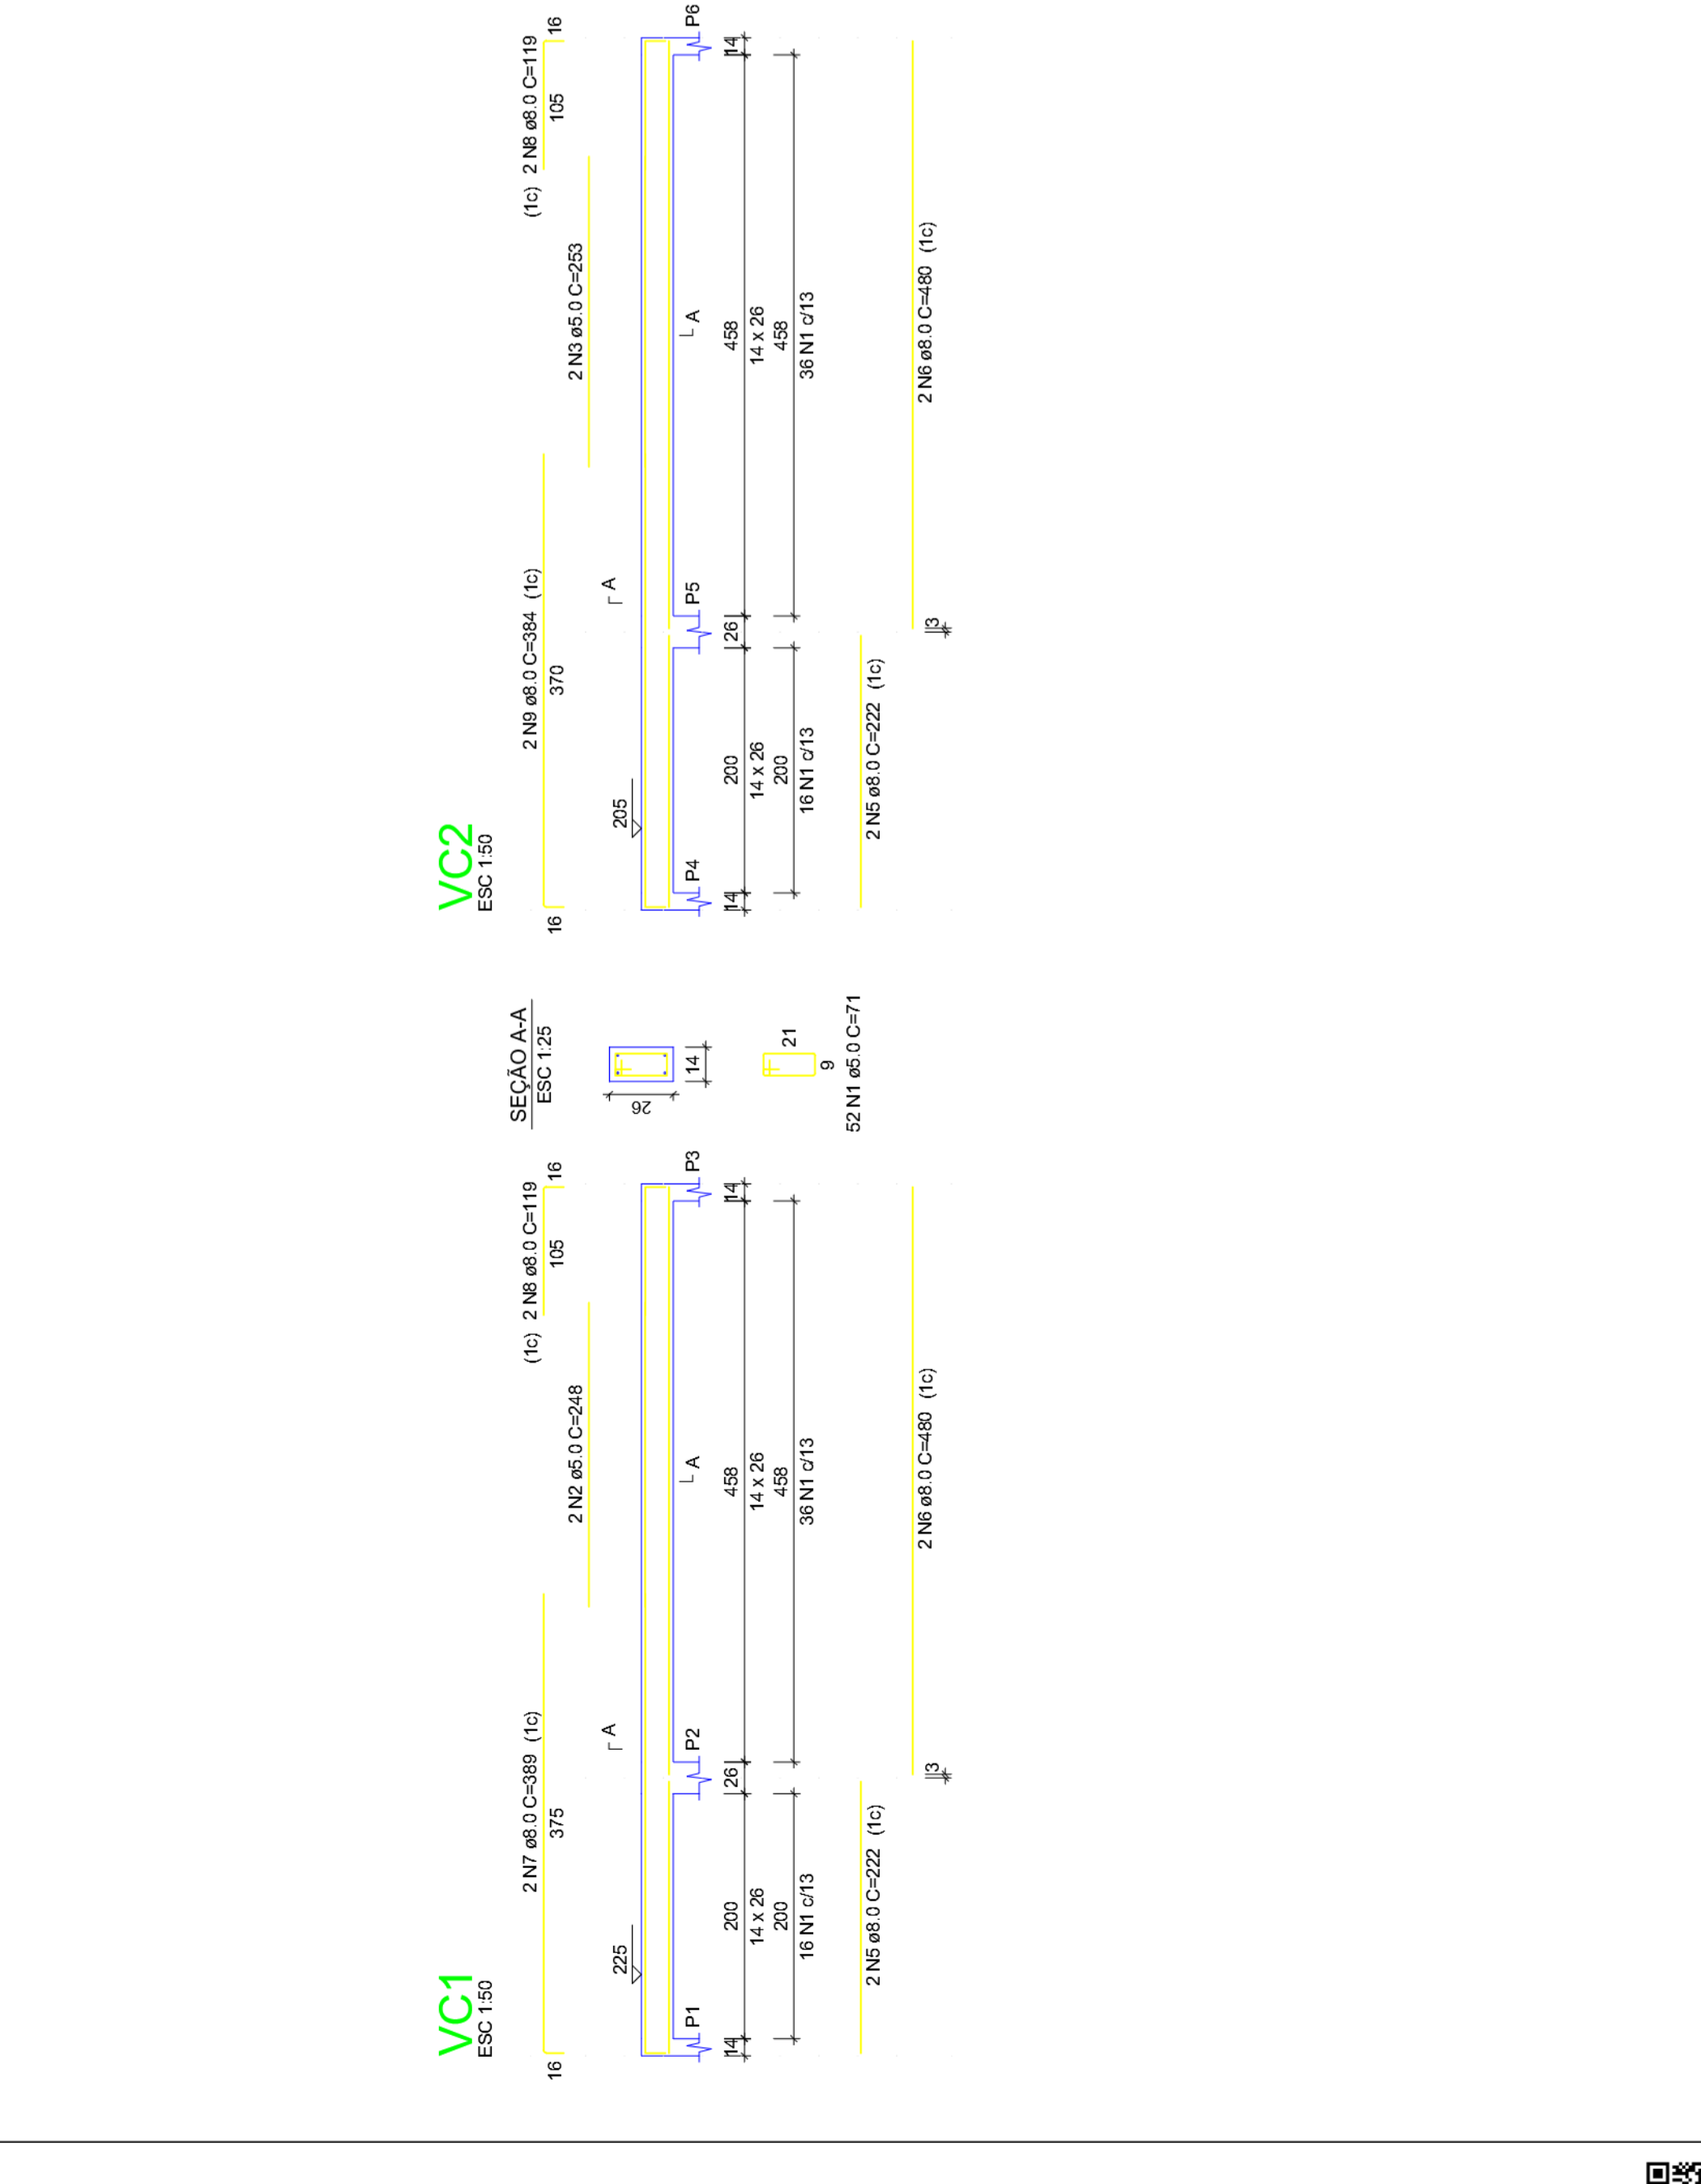 VC1
ESC 1:50
2 N7 ø8.0 C=389 (1c)
(1c) 2 N8 ø8.0 C=119
16
375
105
16
2 N2 ø5.0 C=248
225
A
A
P1
P2
P3
14
200
26
458
14
14 x 26
14 x 26
200
458
16 N1 c/13
36 N1 c/13
2 N5 ø8.0 C=222 (1c)
3
2 N6 ø8.0 C=480 (1c)
SEÇÃO A-A
ESC 1:25
26
14
21
9
52 N1 ø5.0 C=71
VC2
ESC 1:50
2 N9 ø8.0 C=384 (1c)
(1c) 2 N8 ø8.0 C=119
16
370
105
16
2 N3 ø5.0 C=253
205
A
A
P4
P5
P6
14
200
26
458
14
14 x 26
14 x 26
200
458
16 N1 c/13
36 N1 c/13
2 N5 ø8.0 C=222 (1c)
3
2 N6 ø8.0 C=480 (1c)